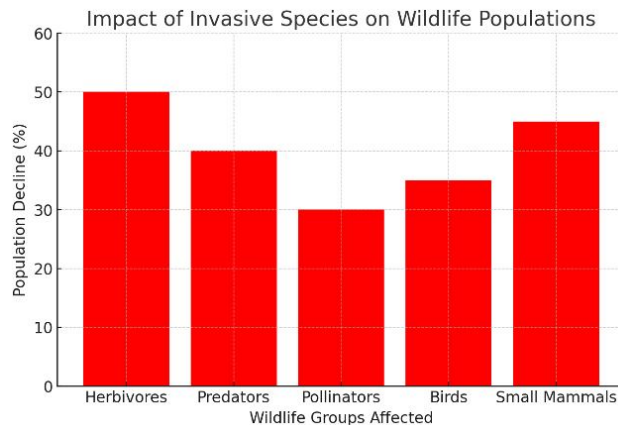 Impact of Invasive Species on Wildlife Populations
60
50
40
30
20
10
0
Population Decline (%)
Herbivores
Predators
Pollinators
Birds
Small Mammals
Wildlife Groups Affected